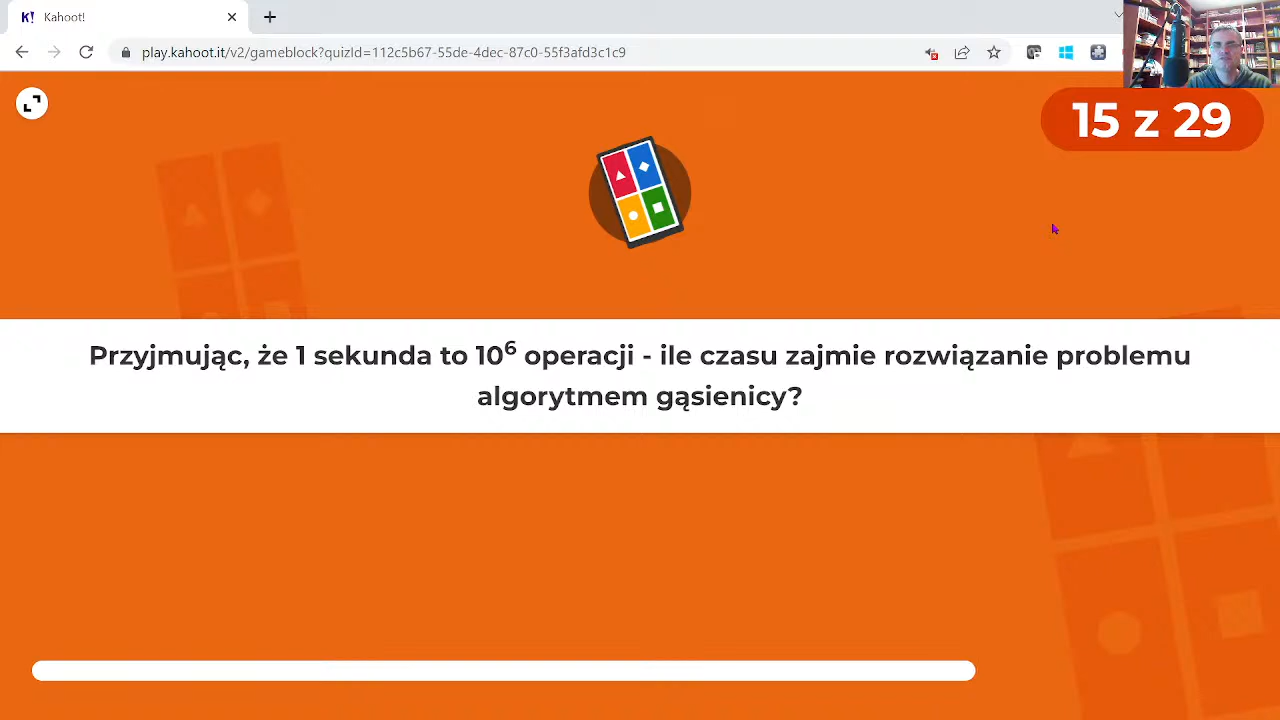 K! Kahoot!
play.kahoot.it/v2/gameblock?quizId=112c5b67-55de-4dec-87c0-55f3afd3c1c9
15 z 29
Przyjmując, że 1 sekunda to 10⁶ operacji - ile czasu zajmie rozwiązanie problemu
algorytmem gąsienicy?